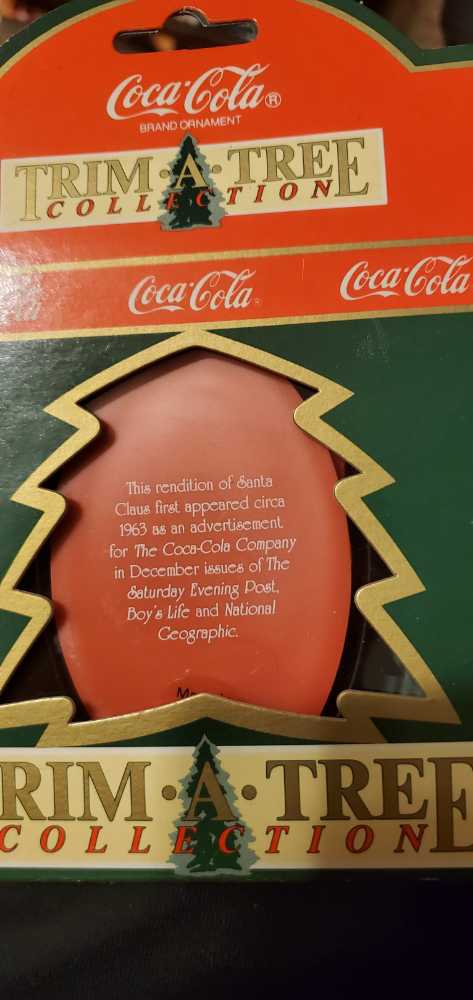 Coca-Cola®
BRAND ORNAMENT
TRIM·A·TREE
COLLECTION
Coca-Cola Coca-Cola
This rendition of Santa
Claus first appeared circa
1963 as an advertisement
for The Coca-Cola Company
in December issues of The
Saturday Evening Post,
Boy's Life and National
Geographic.
RIM·A·TREE
COLLECTION